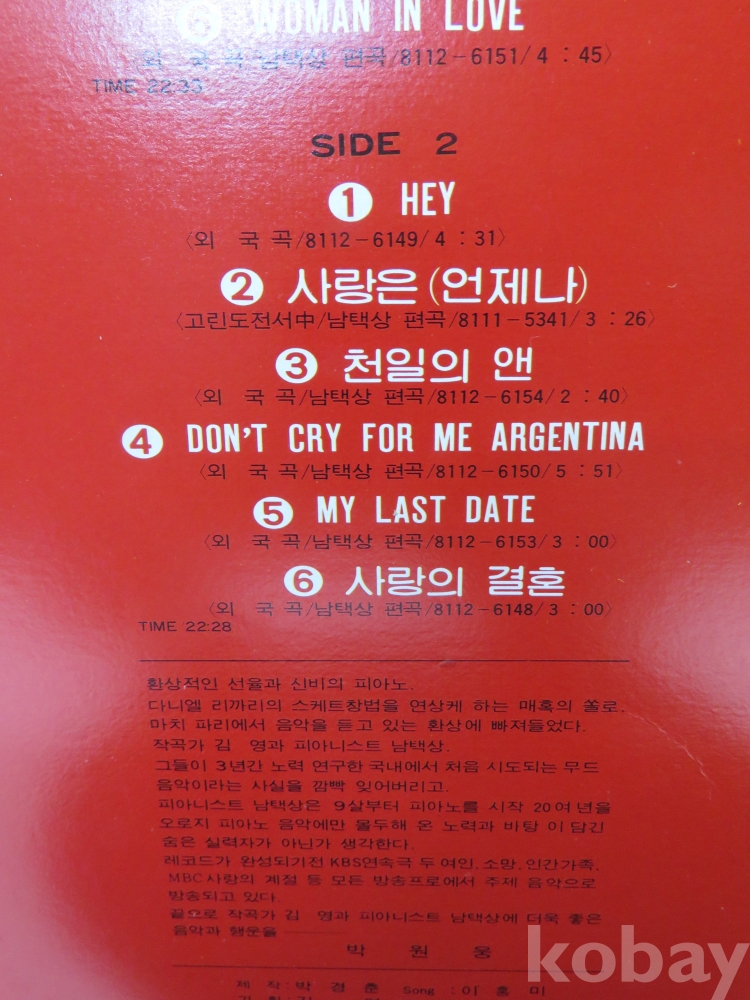 ⑥ WOMAN IN LOVE
〈외 국 곡/남택상 편곡/8112-6151/4 : 45〉
TIME 22:33
SIDE 2
❶ HEY
〈외 국 곡/8112-6149/4 : 31〉
❷ 사랑은 (언제나)
〈고린도전서中/남택상 편곡/8111-5341/3 : 26〉
❸ 천일의 앤
〈외 국 곡/남택상 편곡/8112-6154/2 : 40〉
❹ DON'T CRY FOR ME ARGENTINA
〈외 국 곡/남택상 편곡/8112-6150/5 : 51〉
❺ MY LAST DATE
〈외 국 곡/남택상 편곡/8112-6153/3 : 00〉
❻ 사랑의 결혼
〈외 국 곡/남택상 편곡/8112-6148/3 : 00〉
TIME 22:28
환상적인 선율과 신비의 피아노.
다니엘 리까리의 스케트창법을 연상케 하는 매혹의 쏠로.
마치 파리에서 음악을 듣고 있는 환상에 빠져들었다.
작곡가 김 영과 피아니스트 남택상.
그들이 3년간 노력 연구한 국내에서 처음 시도되는 무드
음악이라는 사실을 깜빡 잊어버리고.
피아니스트 남택상은 9살부터 피아노를 시작 20여년을
오로지 피아노 음악에만 몰두해 온 노력과 바탕이 담긴
숨은 실력자가 아닌가 생각한다.
레코드가 완성되기전 KBS연속극 두여인. 소망. 인간가족.
MBC사랑의 계절 등 모든 방송프로에서 주제 음악으로
방송되고 있다.
끝으로 작곡가 김 영과 피아니스트 남택상에 더욱 좋은
음악과 행운을
박 원 웅
제 작 : 박 경 춘 Song : 이 홍 미
kobay